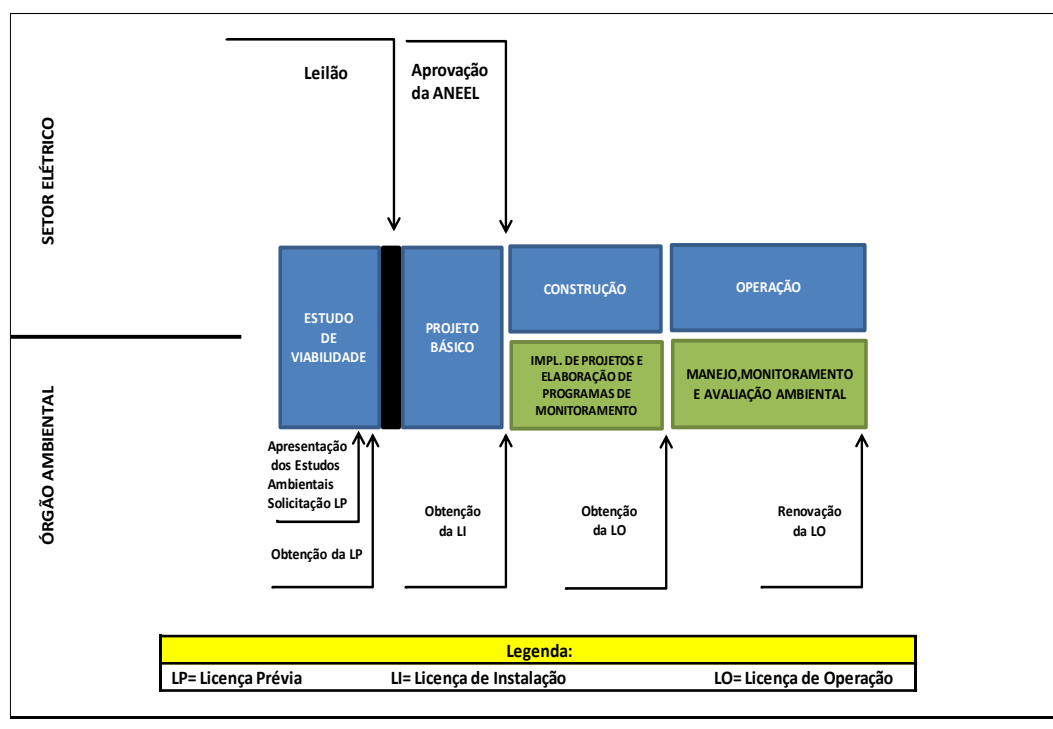 SETOR ELÉTRICO
Leilão
Aprovação
da ANEEL
ESTUDO
DE
VIABILIDADE
PROJETO
BÁSICO
CONSTRUÇÃO
OPERAÇÃO
IMPL. DE PROJETOS E
ELABORAÇÃO DE
PROGRAMAS DE
MONITORAMENTO
MANEJO,MONITORAMENTO
E AVALIAÇÃO AMBIENTAL
ÓRGÃO AMBIENTAL
Apresentação
dos Estudos
Ambientais
Solicitação LP
Obtenção da LP
Obtenção
da LI
Obtenção
da LO
Renovação
da LO
Legenda:
LP= Licença Prévia
LI= Licença de Instalação
LO= Licença de Operação